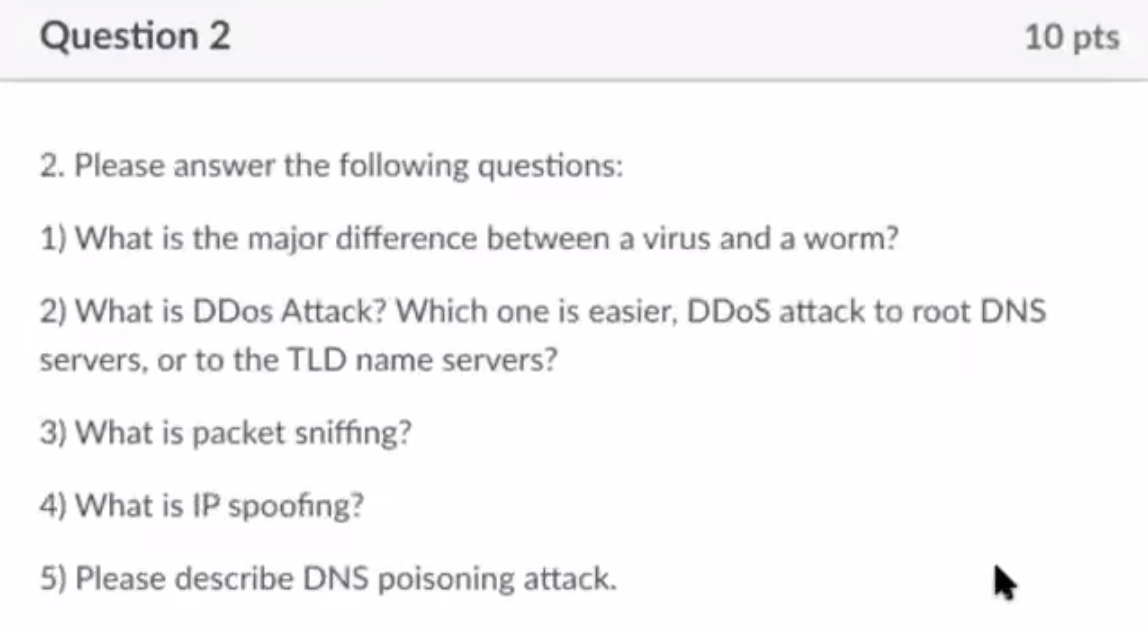 Question 2
10 pts
2. Please answer the following questions:
1) What is the major difference between a virus and a worm?
2) What is DDos Attack? Which one is easier, DDoS attack to root DNS
servers, or to the TLD name servers?
3) What is packet sniffing?
4) What is IP spoofing?
5) Please describe DNS poisoning attack.